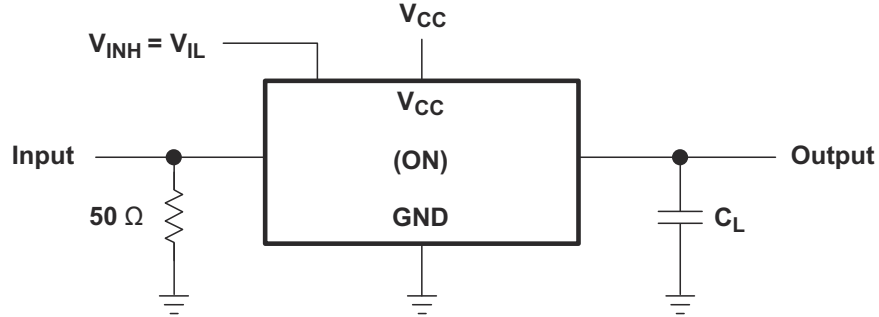 V_CC
V_INH = V_IL
V_CC
Input
(ON)
Output
50 Ω
GND
C_L